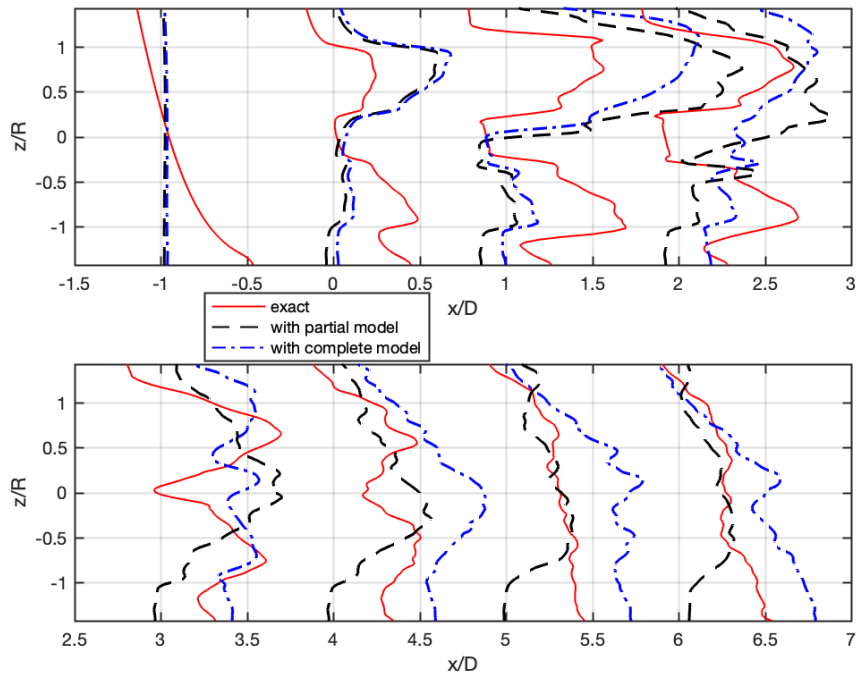 z/R
1
0.5
0
-0.5
-1
-1.5 -1 -0.5 0 0.5 1 1.5 2 2.5 3
x/D
exact
with partial model
with complete model
z/R
1
0.5
0
-0.5
-1
2.5 3 3.5 4 4.5 5 5.5 6 6.5 7
x/D